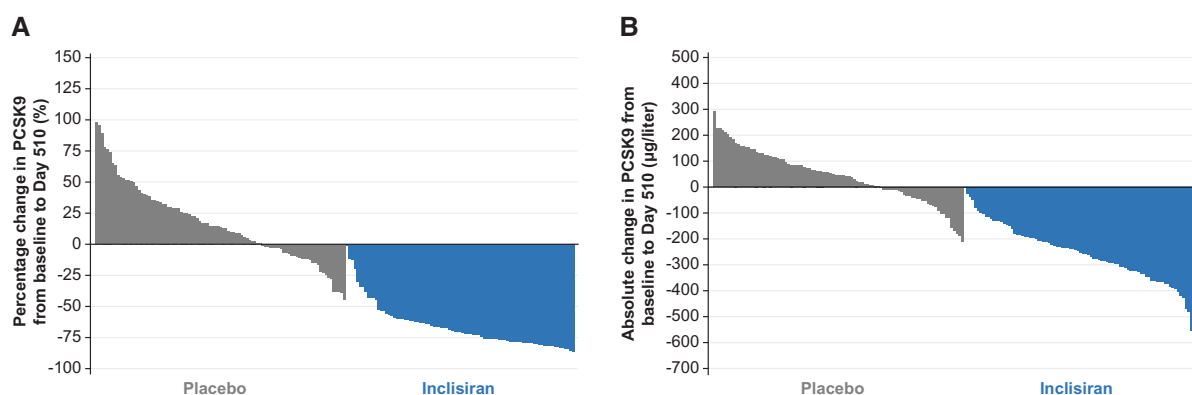 A
Percentage change in PCSK9
from baseline to Day 510 (%)
150
125
100
75
50
25
0
-25
-50
-75
-100
Placebo
Inclisiran
B
Absolute change in PCSK9 from
baseline to Day 510 (µg/liter)
500
400
300
200
100
0
-100
-200
-300
-400
-500
-600
-700
Placebo
Inclisiran